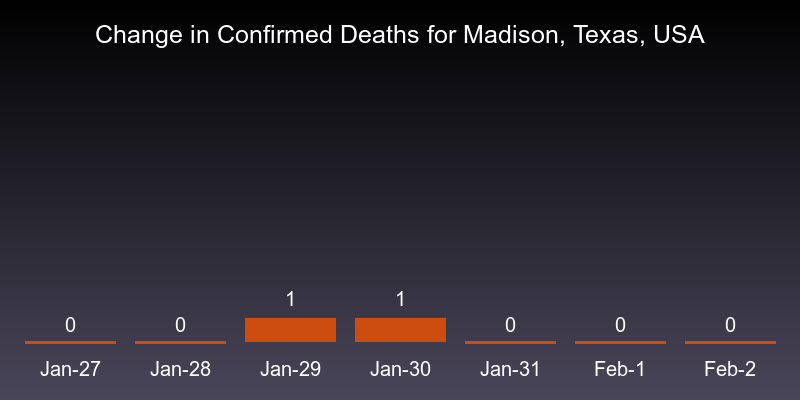 Change in Confirmed Deaths for Madison, Texas, USA
1 1
0 0 0 0 0
Jan-27 Jan-28 Jan-29 Jan-30 Jan-31 Feb-1 Feb-2